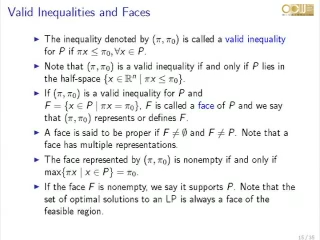 Valid Inequalities and Faces
► The inequality denoted by (π, π₀) is called a valid inequality
for P if πx ≤ π₀, ∀x ∈ P.
► Note that (π, π₀) is a valid inequality if and only if P lies in
the half-space {x ∈ ℝⁿ | πx ≤ π₀}.
► If (π, π₀) is a valid inequality for P and
F = {x ∈ P | πx = π₀}, F is called a face of P and we say
that (π, π₀) represents or defines F.
► A face is said to be proper if F ≠ ∅ and F ≠ P. Note that a
face has multiple representations.
► The face represented by (π, π₀) is nonempty if and only if
max{πx | x ∈ P} = π₀.
► If the face F is nonempty, we say it supports P. Note that the
set of optimal solutions to an LP is always a face of the
feasible region.